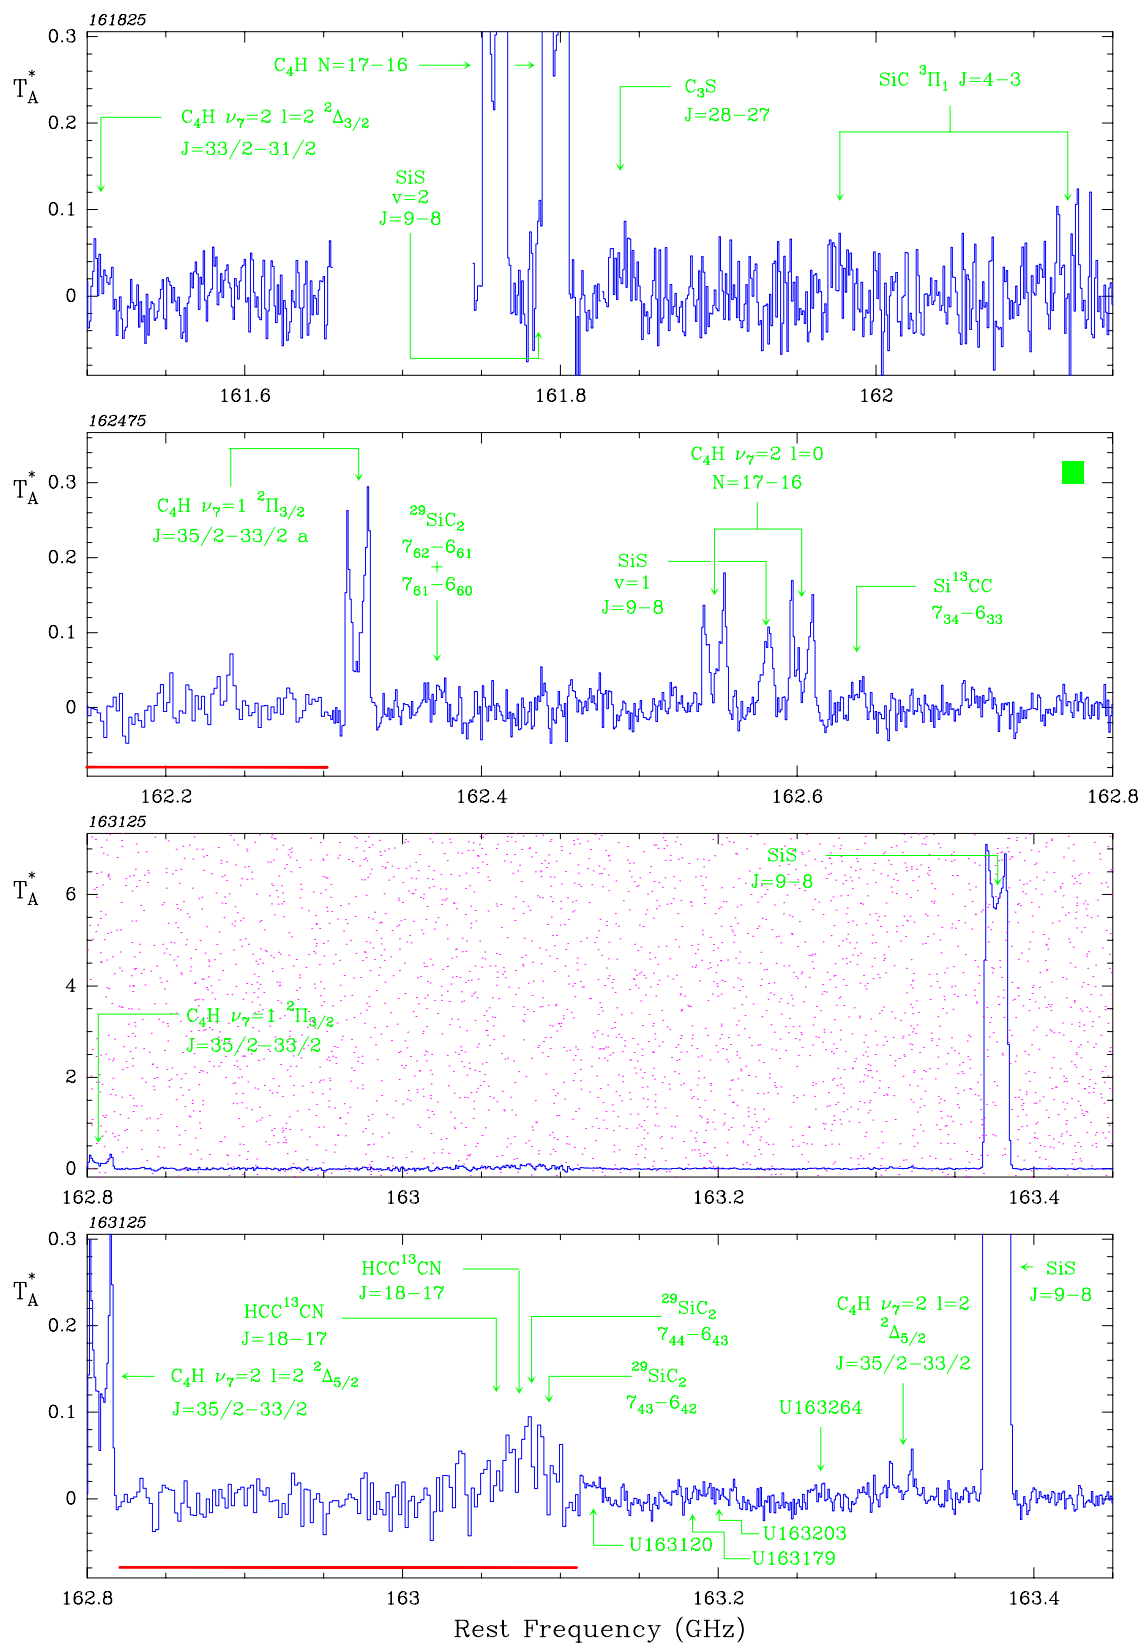 161825
0.3
0.2
0.1
0
T*A
C4H N=17−16
C4H ν7=2 l=2 2Δ3/2
J=33/2−31/2
SiS
v=2
J=9−8
C3S
J=28−27
SiC 3Π1 J=4−3
161.6 161.8 162
162475
0.3
0.2
0.1
0
T*A
C4H ν7=1 2Π3/2
J=35/2−33/2 a
29SiC2
762−661
+
761−660
C4H ν7=2 l=0
N=17−16
SiS
v=1
J=9−8
Si13CC
734−633
162.2 162.4 162.6 162.8
163125
6
4
2
0
T*A
SiS
J=9−8
C4H ν7=1 2Π3/2
J=35/2−33/2
162.8 163 163.2 163.4
163125
0.3
0.2
0.1
0
T*A
HCC13CN
J=18−17
HCC13CN
J=18−17
C4H ν7=2 l=2 2Δ5/2
J=35/2−33/2
29SiC2
744−643
29SiC2
743−642
C4H ν7=2 l=2
2Δ5/2
J=35/2−33/2
SiS
J=9−8
U163264
U163120
U163203
U163179
162.8 163 163.2 163.4
Rest Frequency (GHz)